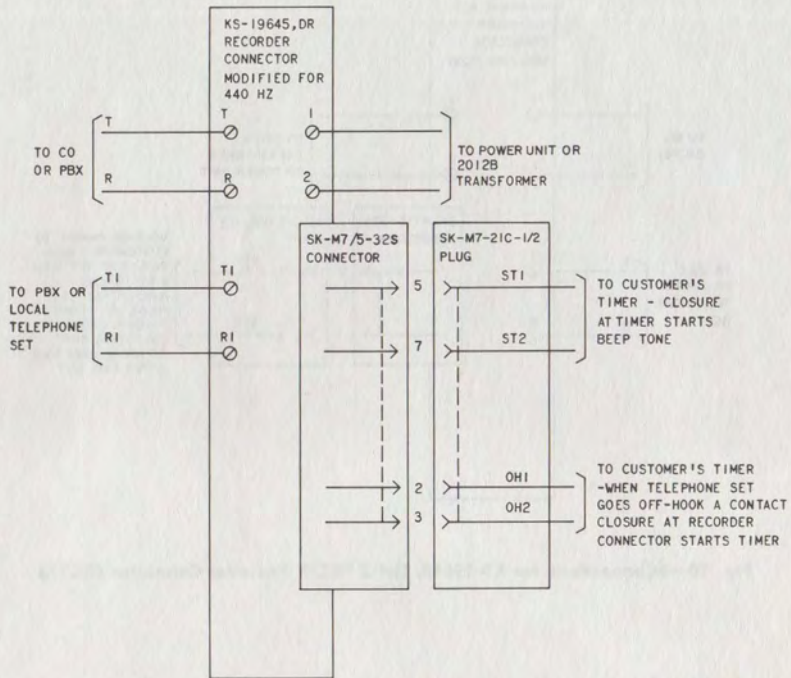 KS-19645, DR
RECORDER
CONNECTOR
MODIFIED FOR
440 HZ
T
T
1
TO CO
OR PBX
TO POWER UNIT OR
2012B
TRANSFORMER
R
R
2
SK-M7/5-32S
CONNECTOR
SK-M7-21C-1/2
PLUG
T1
T1
5
ST1
TO PBX OR
LOCAL
TELEPHONE
SET
TO CUSTOMER'S
TIMER - CLOSURE
AT TIMER STARTS
BEEP TONE
R1
R1
7
ST2
2
OH1
3
OH2
TO CUSTOMER'S TIMER
-WHEN TELEPHONE SET
GOES OFF-HOOK A CONTACT
CLOSURE AT RECORDER
CONNECTOR STARTS TIMER